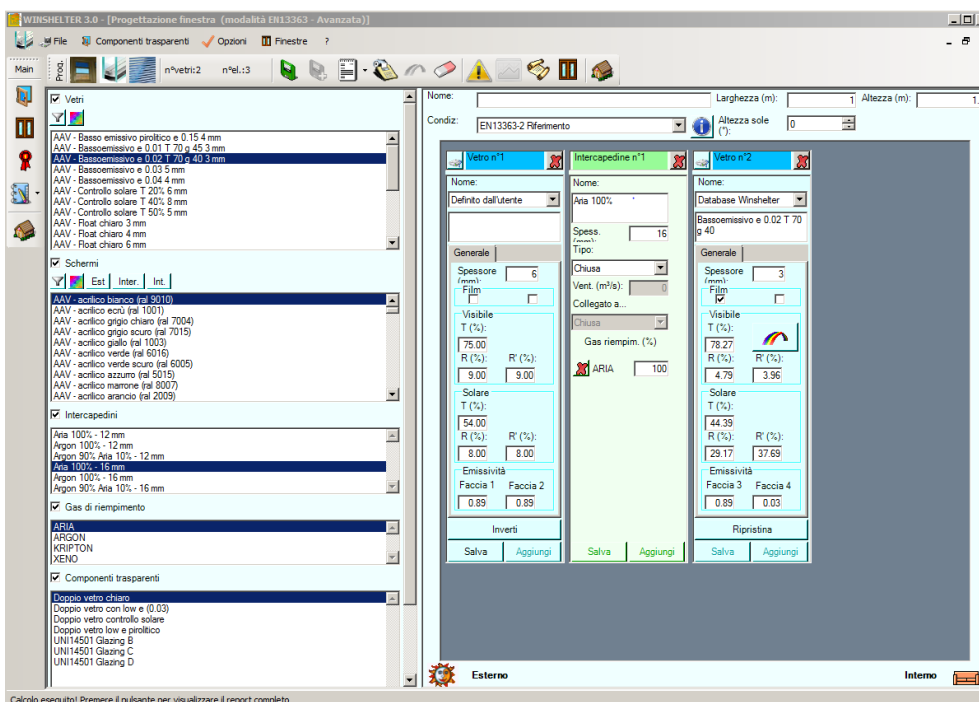 WINSHELTER 3.0 - [Progettazione finestra (modalità EN13363 - Avanzata)]
File Componenti trasparenti Opzioni Finestre ?
Main
Prog.
n°vetri:2 n°el.:3
Vetri
AAV - Basso emissivo pirolitico e 0.15 4 mm
AAV - Bassoemissivo e 0.01 T 70 g 45 3 mm
AAV - Bassoemissivo e 0.02 T 70 g 40 3 mm
AAV - Bassoemissivo e 0.03 5 mm
AAV - Bassoemissivo e 0.04 4 mm
AAV - Controllo solare T 20% 6 mm
AAV - Controllo solare T 40% 8 mm
AAV - Controllo solare T 50% 5 mm
AAV - Float chiaro 3 mm
AAV - Float chiaro 4 mm
AAV - Float chiaro 6 mm
Schermi
Est Inter. Int.
AAV - acrilico bianco (ral 9010)
AAV - acrilico ecrù (ral 1001)
AAV - acrilico grigio chiaro (ral 7004)
AAV - acrilico grigio scuro (ral 7015)
AAV - acrilico giallo (ral 1003)
AAV - acrilico verde (ral 6016)
AAV - acrilico verde scuro (ral 6005)
AAV - acrilico azzurro (ral 5015)
AAV - acrilico marrone (ral 8007)
AAV - acrilico arancio (ral 2009)
Intercapedini
Aria 100% - 12 mm
Argon 100% - 12 mm
Argon 90% Aria 10% - 12 mm
Aria 100% - 16 mm
Argon 100% - 16 mm
Argon 90% Aria 10% - 16 mm
Gas di riempimento
ARIA
ARGON
KRIPTON
XENO
Componenti trasparenti
Doppio vetro chiaro
Doppio vetro con low e (0.03)
Doppio vetro controllo solare
Doppio vetro low e pirolitico
UNI14501 Glazing B
UNI14501 Glazing C
UNI14501 Glazing D
Nome: Larghezza (m): 1 Altezza (m): 1.
Condiz: EN13363-2 Riferimento Altezza sole (°): 0
Vetro n°1
Nome:
Definito dall'utente
Generale
Spessore (mm): 6
Film
Visibile
T (%):
75.00
R (%): R' (%):
9.00 9.00
Solare
T (%):
54.00
R (%): R' (%):
8.00 8.00
Emissività
Faccia 1 Faccia 2
0.89 0.89
Inverti
Salva Aggiungi
Intercapedine n°1
Nome:
Aria 100%
Spess. (mm): 16
Tipo:
Chiusa
Vent. (m³/s): 0
Collegato a...
Chiusa
Gas riempim. (%)
ARIA 100
Salva Aggiungi
Vetro n°2
Nome:
Database Winshelter
Bassoemissivo e 0.02 T 70
g 40
Generale
Spessore (mm): 3
Film
Visibile
T (%):
78.27
R (%): R' (%):
4.79 3.96
Solare
T (%):
44.39
R (%): R' (%):
29.17 37.69
Emissività
Faccia 3 Faccia 4
0.89 0.03
Ripristina
Salva Aggiungi
Esterno Interno
Calcolo eseguito! Premere il pulsante per visualizzare il report completo